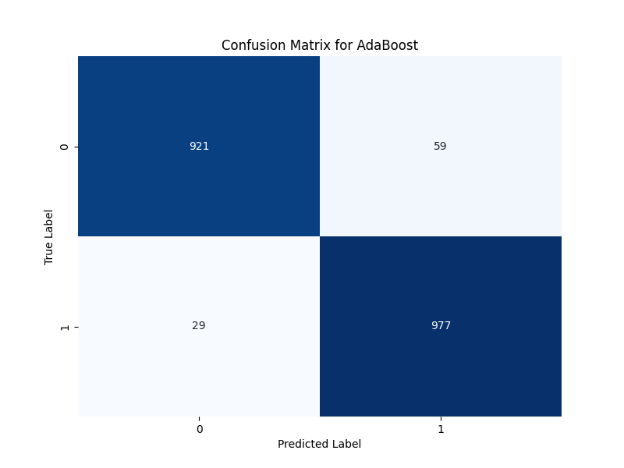 Confusion Matrix for AdaBoost
0
921
59
True Label
1
29
977
0
1
Predicted Label